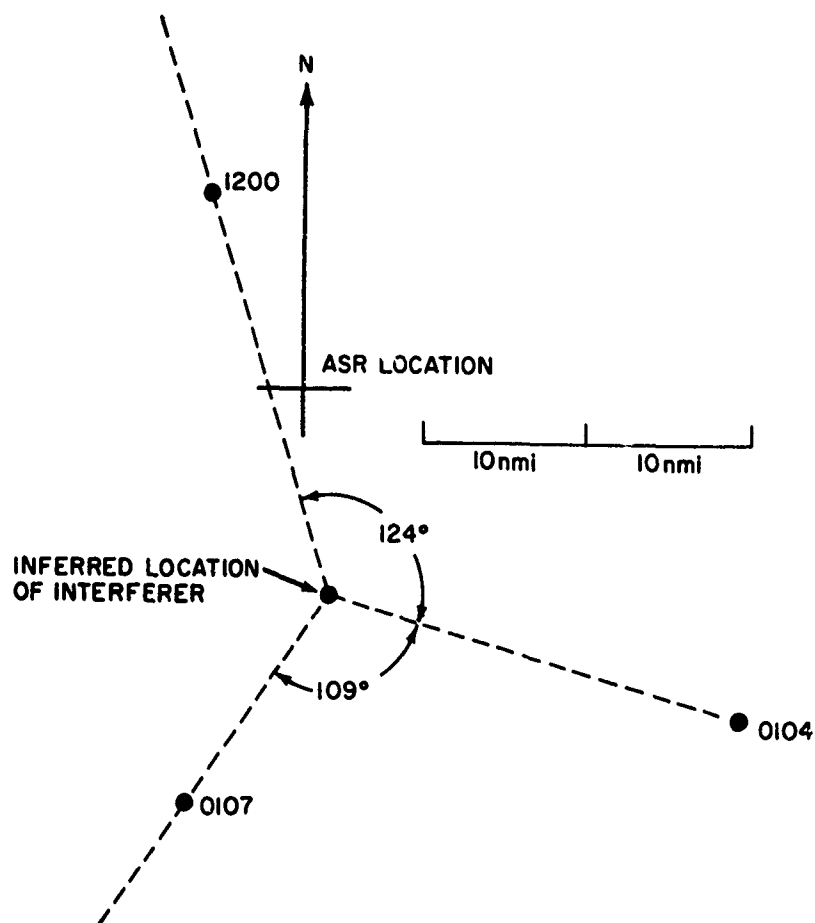 N
1200
ASR LOCATION
10nmi 10nmi
124°
INFERRED LOCATION
OF INTERFERER
109°
0104
0107